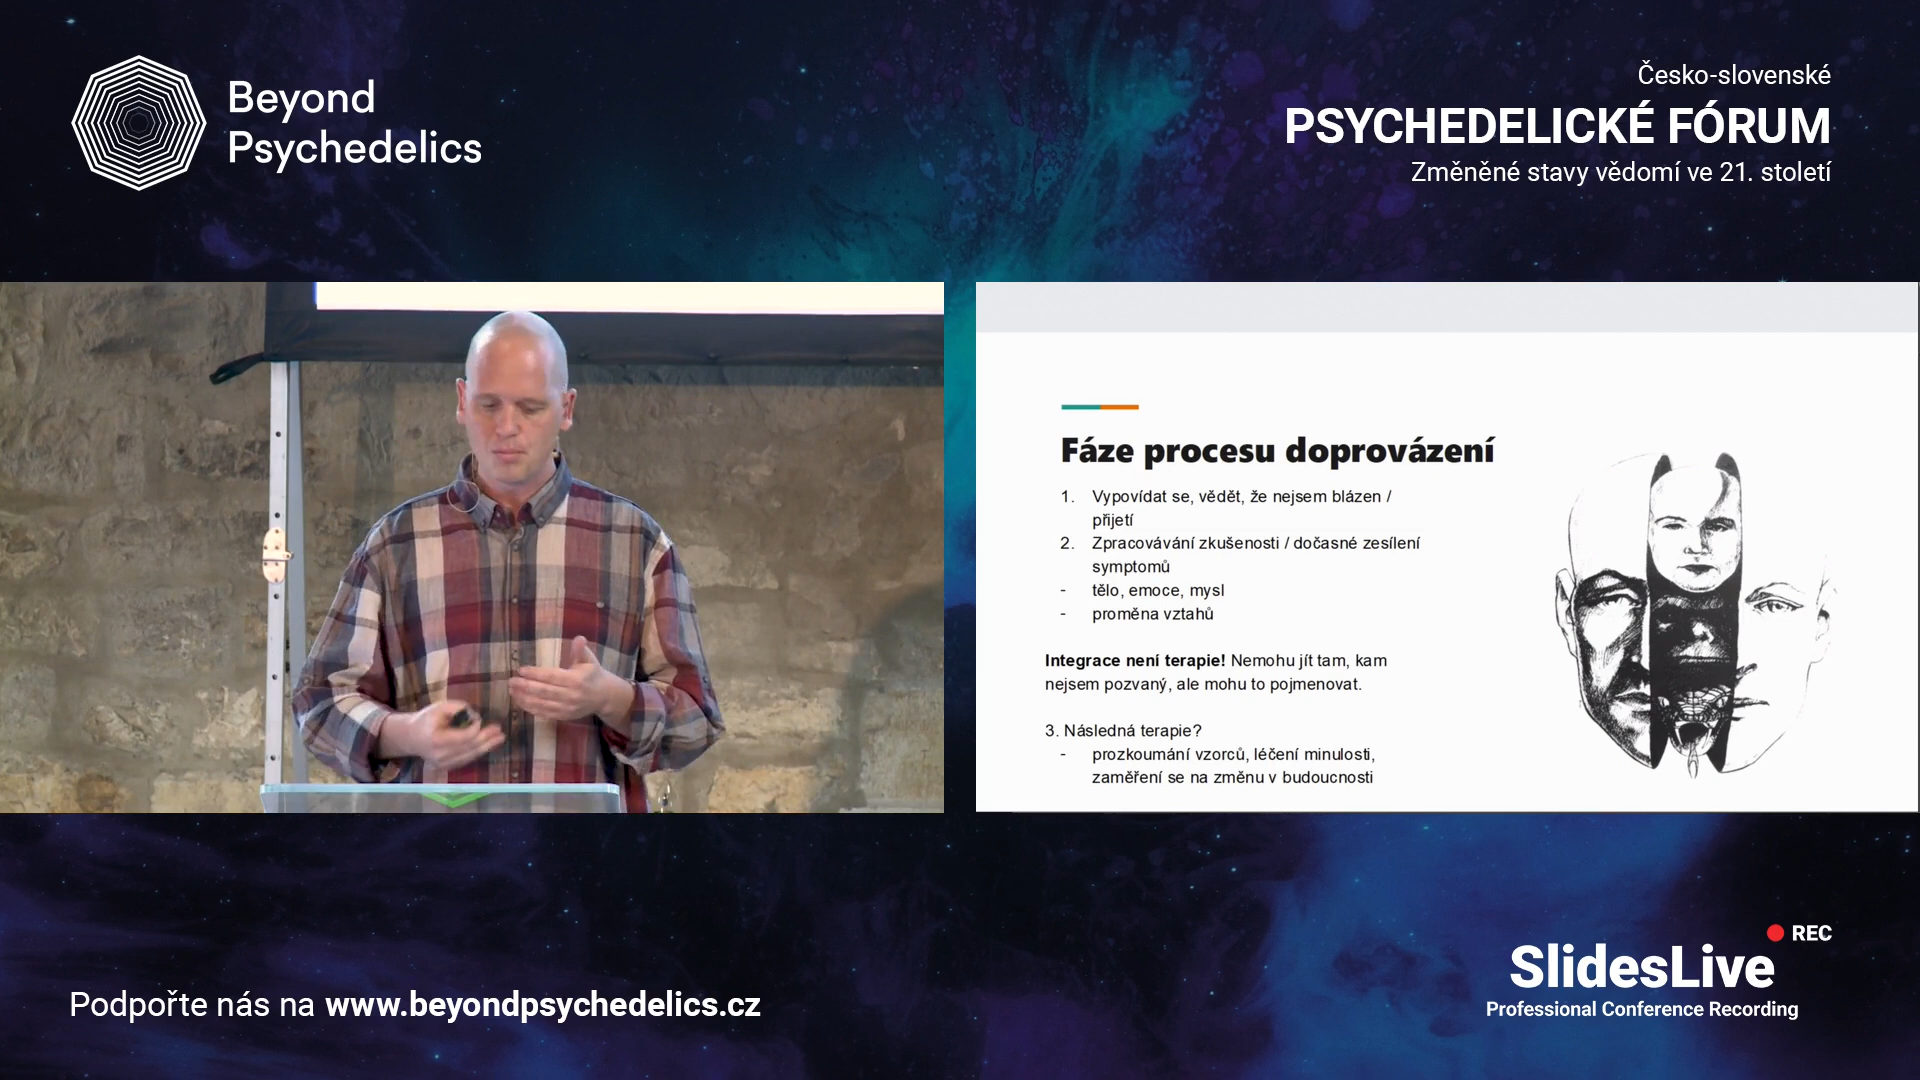 Beyond
Psychedelics
Česko-slovenské
PSYCHEDELICKÉ FÓRUM
Změněné stavy vědomí ve 21. století
Fáze procesu doprovázení
1. Vypovídat se, vědět, že nejsem blázen /
přijetí
2. Zpracovávání zkušenosti / dočasné zesílení
symptomů
- tělo, emoce, mysl
- proměna vztahů
Integrace není terapie! Nemohu jít tam, kam
nejsem pozvaný, ale mohu to pojmenovat.
3. Následná terapie?
- prozkoumání vzorců, léčení minulosti,
zaměření se na změnu v budoucnosti
REC
SlidesLive
Professional Conference Recording
Podpořte nás na www.beyondpsychedelics.cz